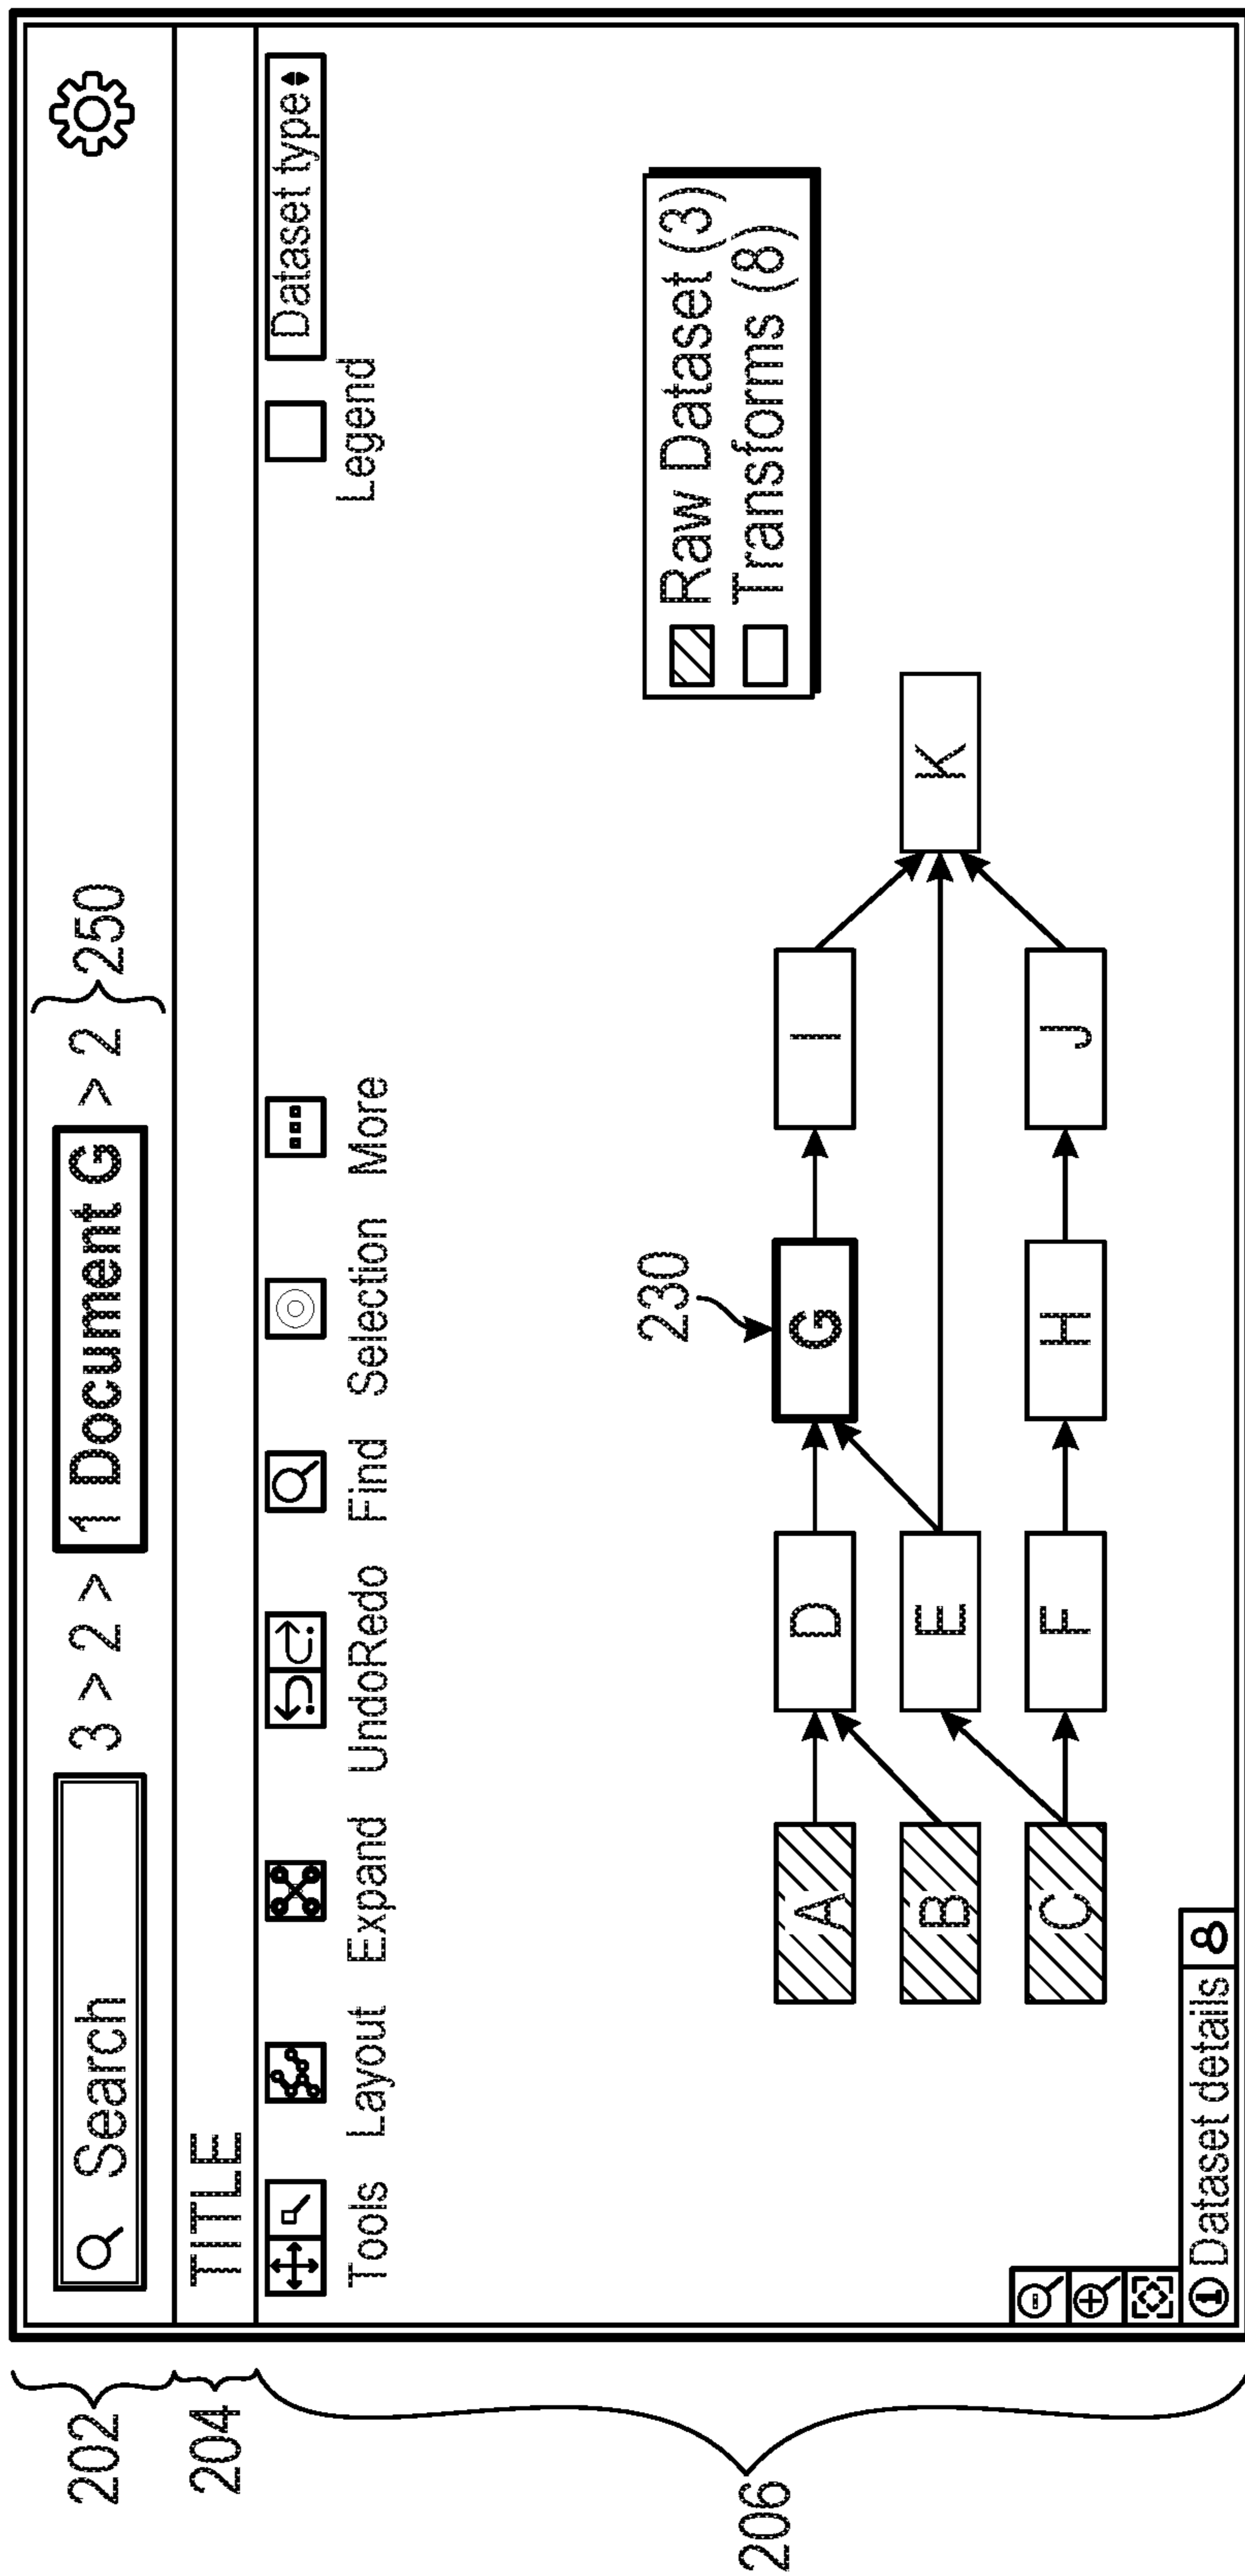 202
204
206
Search
3 > 2 >
1 Document G
> 2
250
TITLE
Tools
Layout
Expand
UndoRedo
Find
Selection
More
Legend
Dataset type
Raw Dataset (3)
Transforms (8)
230
A
D
G
I
B
E
K
C
F
H
J
Dataset details